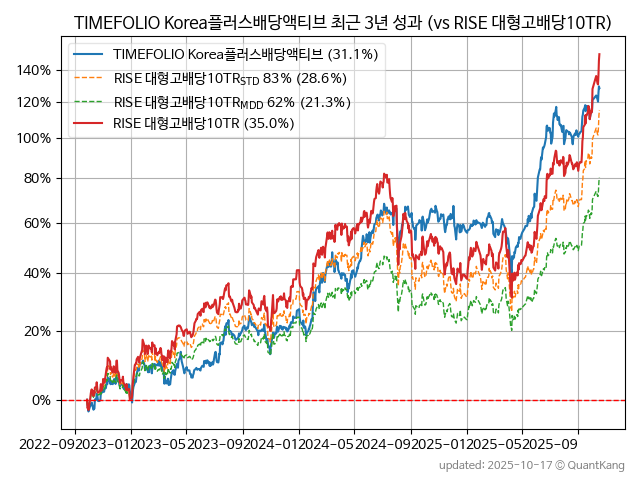 TIMEFOLIO Korea플러스배당액티브 최근 3년 성과 (vs RISE 대형고배당10TR)
TIMEFOLIO Korea플러스배당액티브 (31.1%)
RISE 대형고배당10TR_STD 83% (28.6%)
RISE 대형고배당10TR_MDD 62% (21.3%)
RISE 대형고배당10TR (35.0%)
140%
120%
100%
80%
60%
40%
20%
0%
2022-09 2023-01 2023-05 2023-09 2024-01 2024-05 2024-09 2025-01 2025-05 2025-09
updated: 2025-10-17 © QuantKang